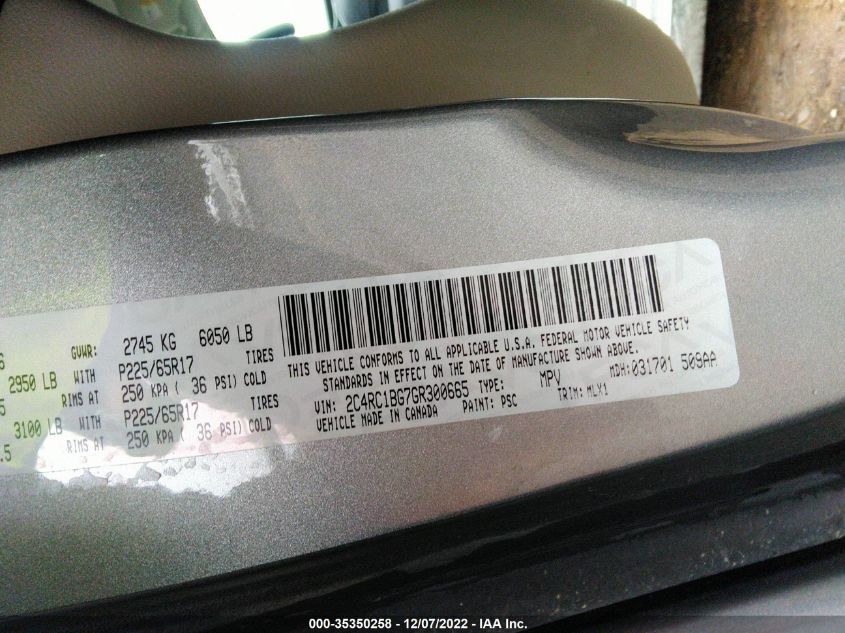 GVWR: 2745 KG 6050 LB
2950 LB WITH P225/65R17 TIRES
RIMS AT 250 KPA ( 36 PSI) COLD
3100 LB WITH P225/65R17 TIRES
.5 RIMS AT 250 KPA ( 36 PSI) COLD
THIS VEHICLE CONFORMS TO ALL APPLICABLE U.S.A. FEDERAL MOTOR VEHICLE SAFETY
STANDARDS IN EFFECT ON THE DATE OF MANUFACTURE SHOWN ABOVE.
VIN: 2C4RC1BG7GR300665 TYPE: MPV MDH: 031701 509AA
VEHICLE MADE IN CANADA PAINT: PSC TRIM: MLX1
000-35350258 - 12/07/2022 - IAA Inc.